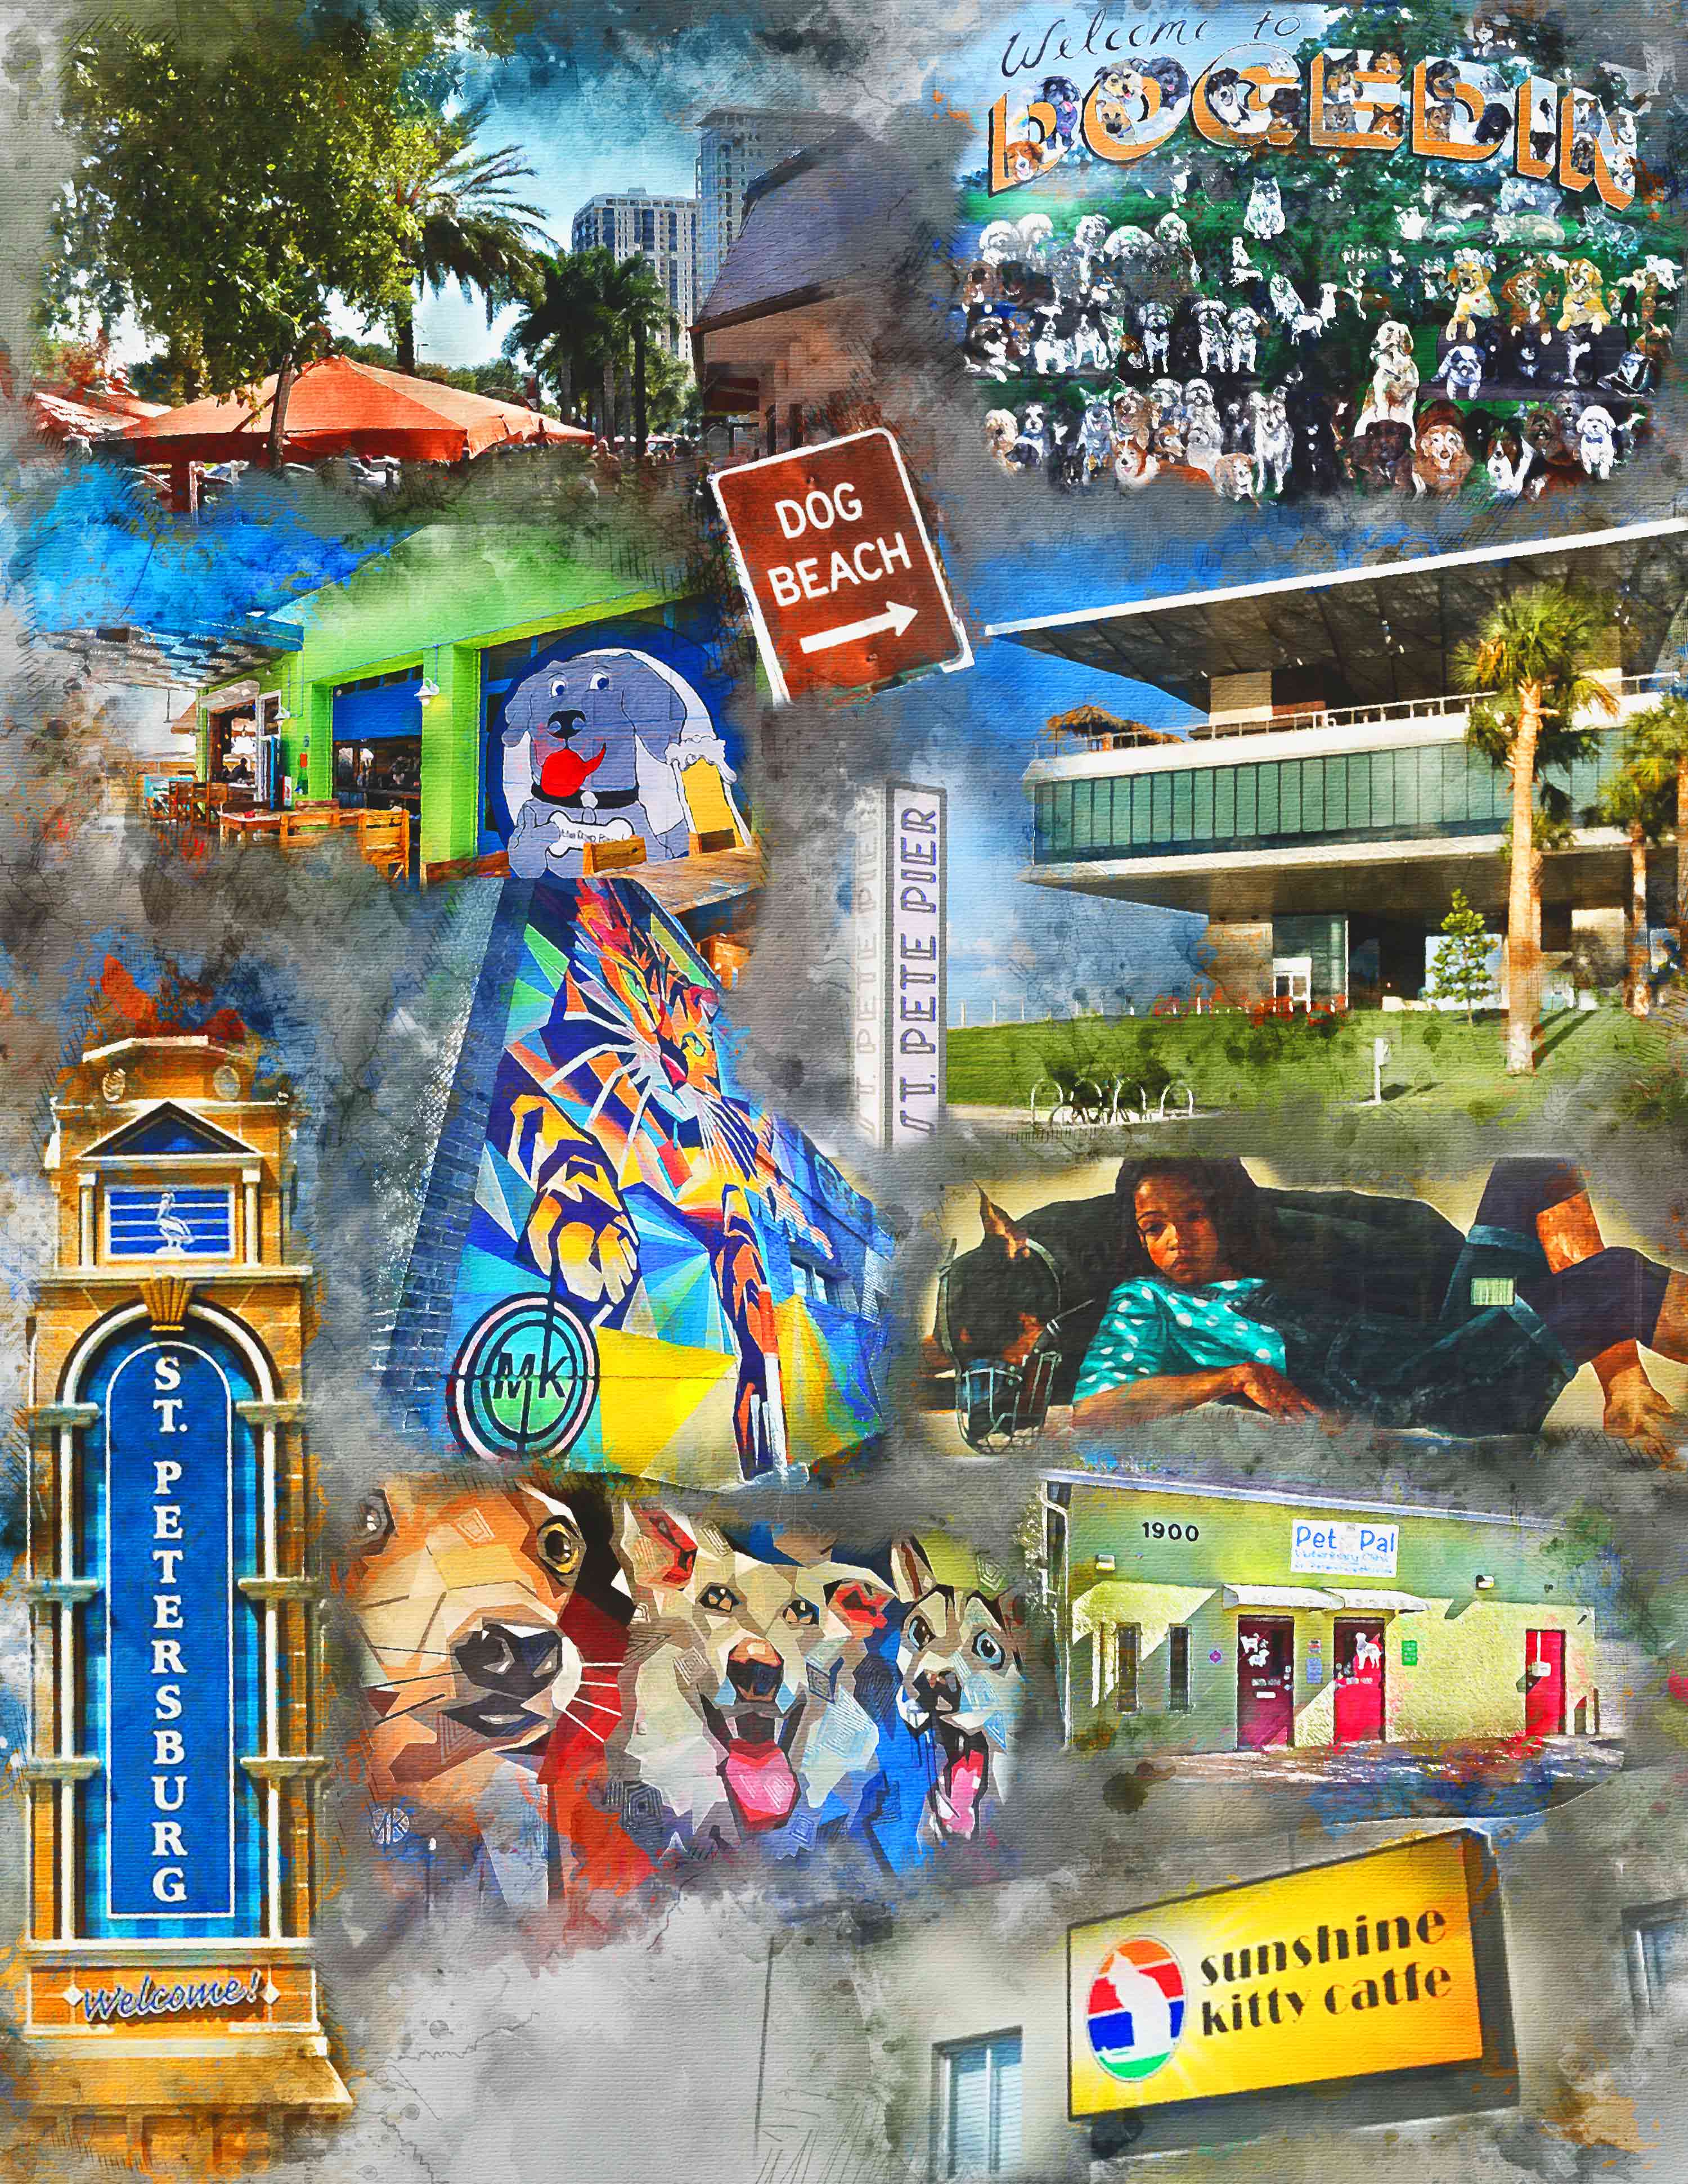 Welcome to
DOGEDIN
DOG
BEACH
ST. PETE PIER
ST. PETE PIER
MK
ST. PETERSBURG
Welcome!
1900
Pet Pal
sunshine
kitty catfe